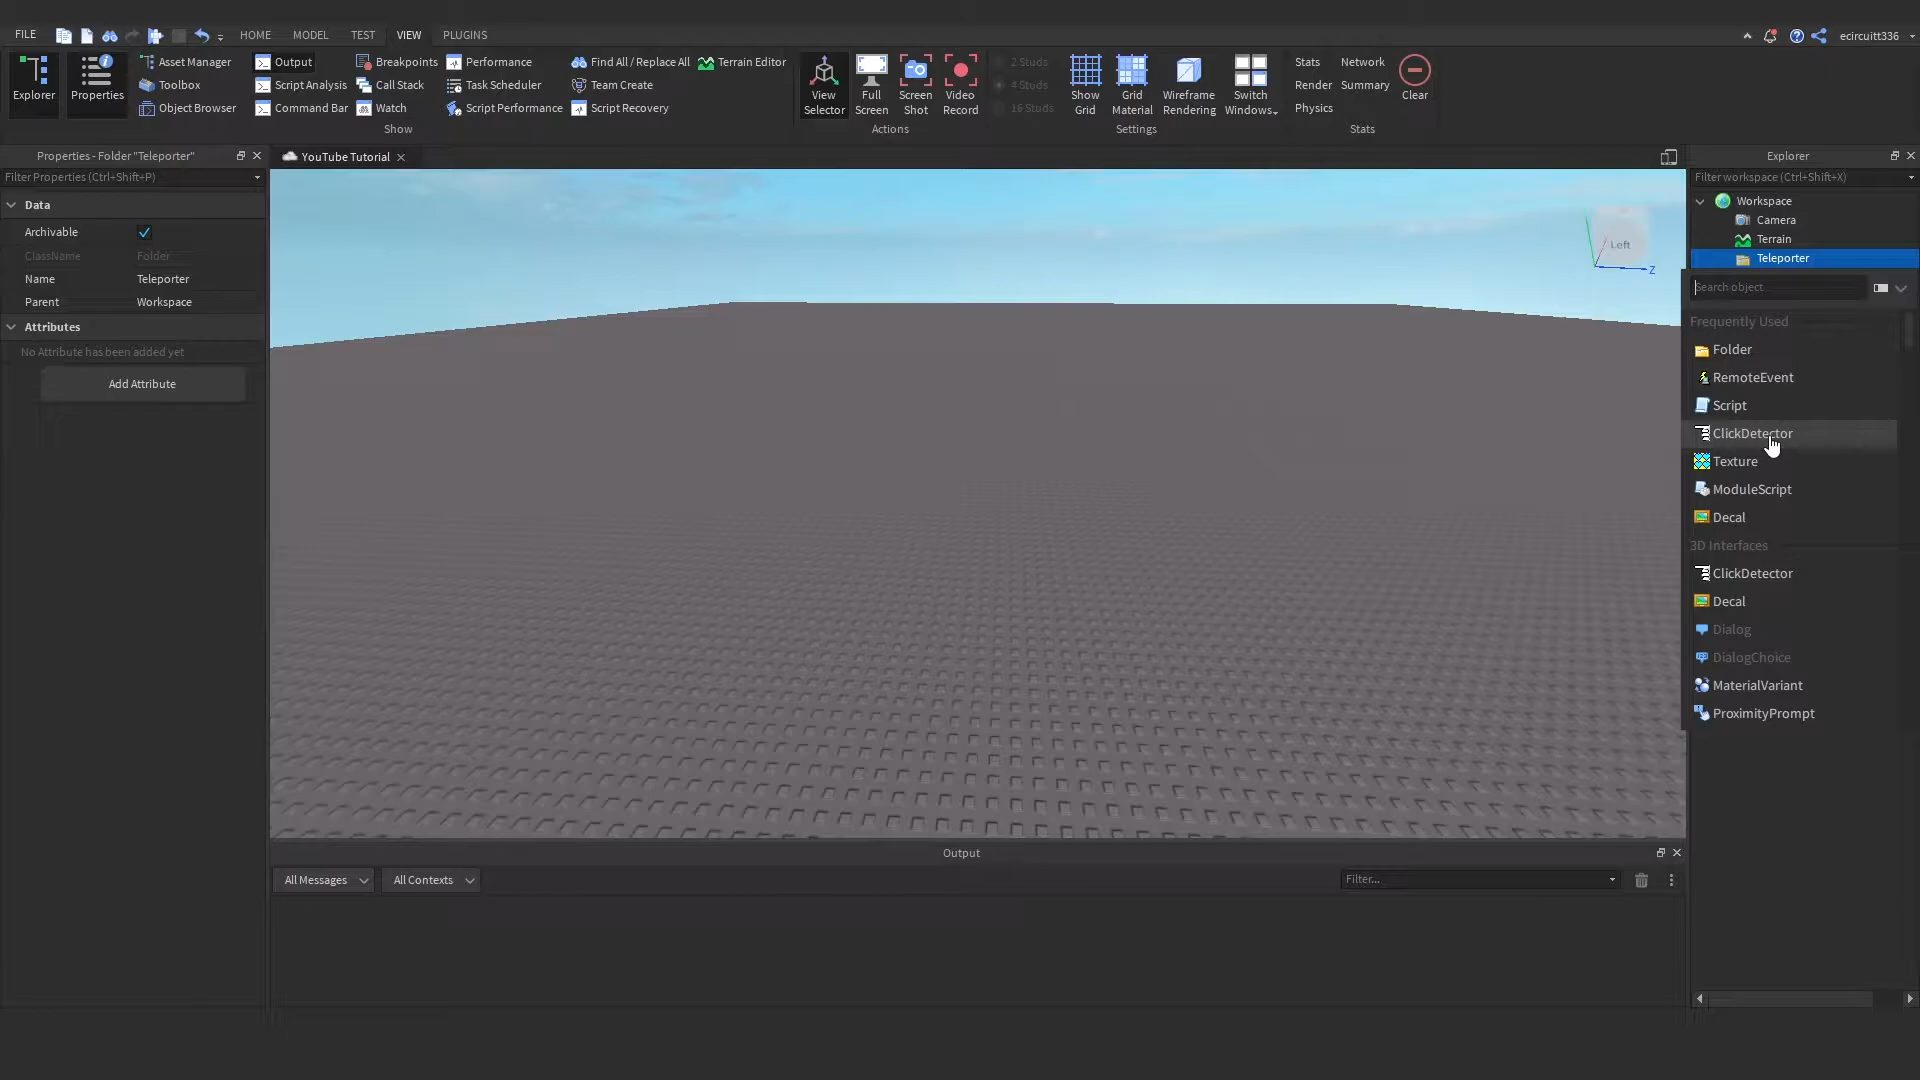 FILE
HOME
MODEL
TEST
VIEW
PLUGINS
ecircuitt336
Explorer
Properties
Asset Manager
Toolbox
Object Browser
Output
Script Analysis
Command Bar
Breakpoints
Call Stack
Watch
Performance
Task Scheduler
Script Performance
Find All / Replace All
Team Create
Script Recovery
Terrain Editor
Show
View
Selector
Full
Screen
Screen
Shot
Video
Record
Actions
2 Studs
4 Studs
16 Studs
Show
Grid
Grid
Material
Wireframe
Rendering
Switch
Windows
Settings
Stats
Render
Physics
Network
Summary
Clear
Stats
Properties - Folder "Teleporter"
Filter Properties (Ctrl+Shift+P)
Data
Archivable
ClassName Folder
Name Teleporter
Parent Workspace
Attributes
No Attribute has been added yet
Add Attribute
YouTube Tutorial
Left
Z
Output
All Messages
All Contexts
Filter...
Explorer
Filter workspace (Ctrl+Shift+X)
Workspace
Camera
Terrain
Teleporter
Search object
Frequently Used
Folder
RemoteEvent
Script
ClickDetector
Texture
ModuleScript
Decal
3D Interfaces
ClickDetector
Decal
Dialog
DialogChoice
MaterialVariant
ProximityPrompt